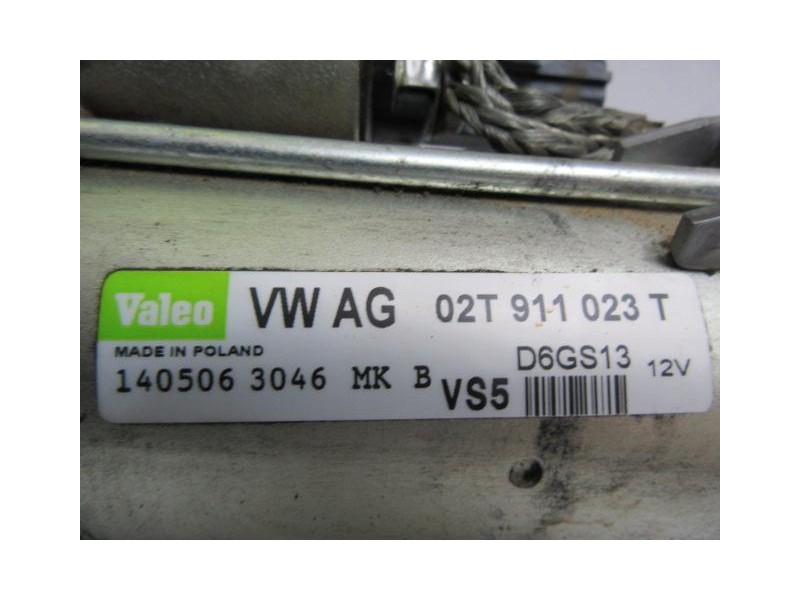 Valeo VW AG 02T 911 023 T
MADE IN POLAND D6GS13 12V
140506 3046 MK B VS5